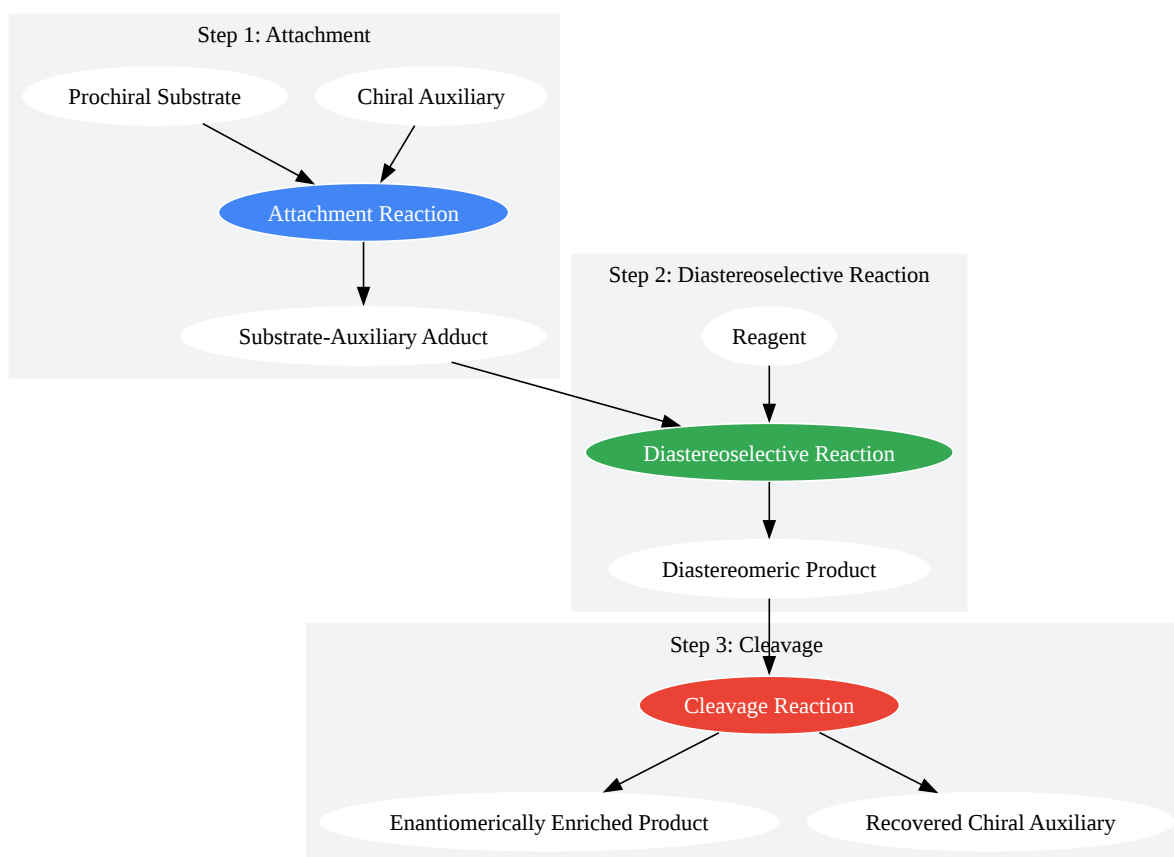 Step 1: Attachment
Prochiral Substrate
Chiral Auxiliary
Attachment Reaction
Substrate-Auxiliary Adduct
Step 2: Diastereoselective Reaction
Reagent
Diastereoselective Reaction
Diastereomeric Product
Step 3: Cleavage
Cleavage Reaction
Enantiomerically Enriched Product
Recovered Chiral Auxiliary